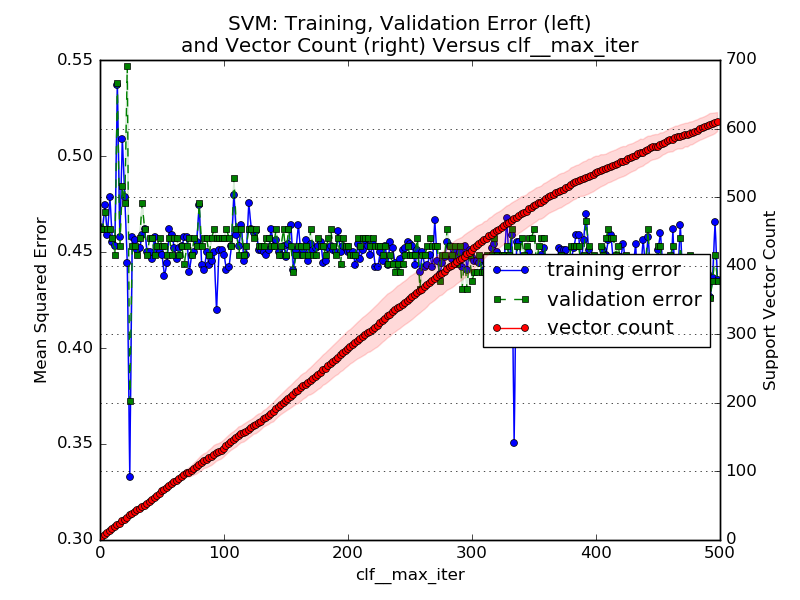 SVM: Training, Validation Error (left)
and Vector Count (right) Versus clf__max_iter
0.55
0.50
0.45
0.40
0.35
0.30
Mean Squared Error
700
600
500
400
300
200
100
0
Support Vector Count
training error
validation error
vector count
0
100
200
300
400
500
clf__max_iter